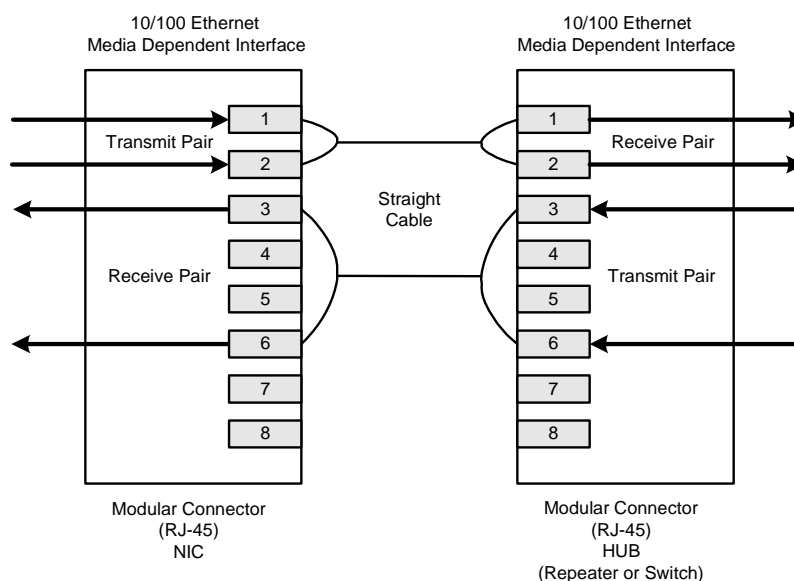 10/100 Ethernet
Media Dependent Interface
10/100 Ethernet
Media Dependent Interface
1
Transmit Pair
2
3
4
Receive Pair
5
6
7
8
Straight
Cable
1
Receive Pair
2
3
4
Transmit Pair
5
6
7
8
Modular Connector
(RJ-45)
NIC
Modular Connector
(RJ-45)
HUB
(Repeater or Switch)